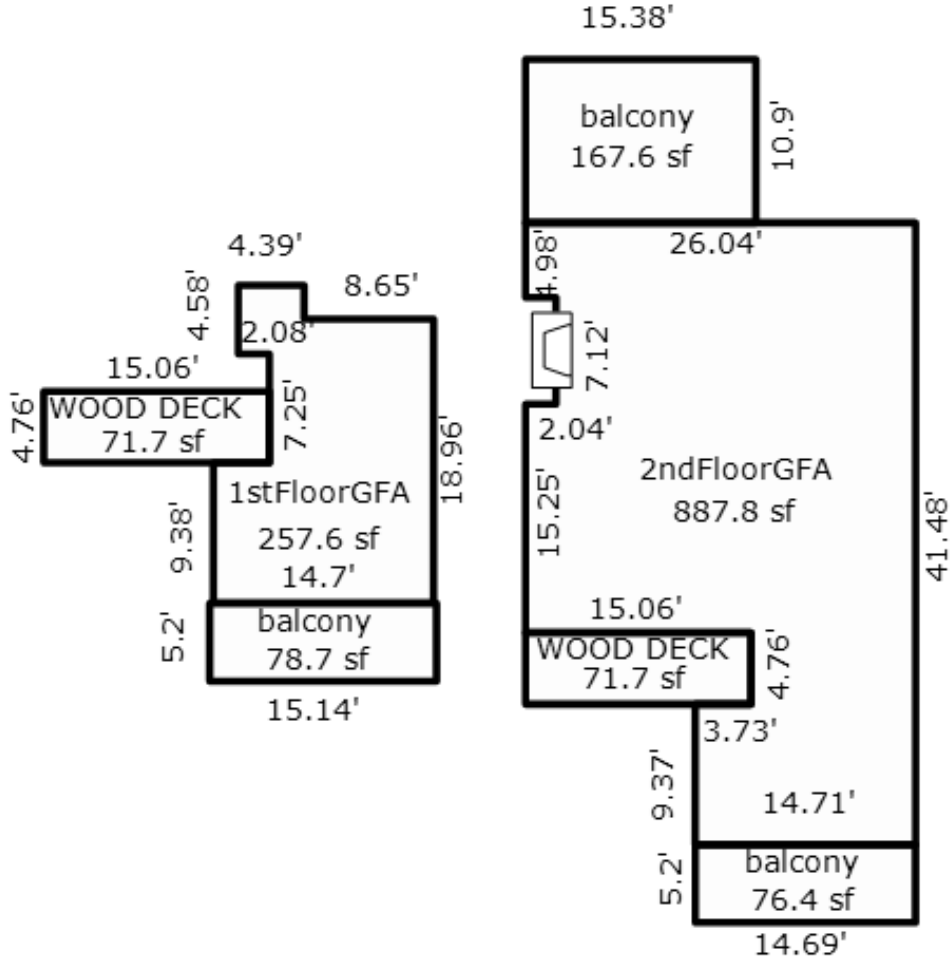 15.38'
balcony
167.6 sf
10.9'
26.04'
4.98'
7.12'
2.04'
15.25'
2ndFloorGFA
887.8 sf
41.48'
15.06'
WOOD DECK
71.7 sf
4.76'
3.73'
9.37'
14.71'
balcony
76.4 sf
5.2'
14.69'
4.39'
4.58'
8.65'
2.08'
15.06'
WOOD DECK
71.7 sf
4.76'
7.25'
18.96'
1stFloorGFA
257.6 sf
9.38'
14.7'
balcony
78.7 sf
5.2'
15.14'